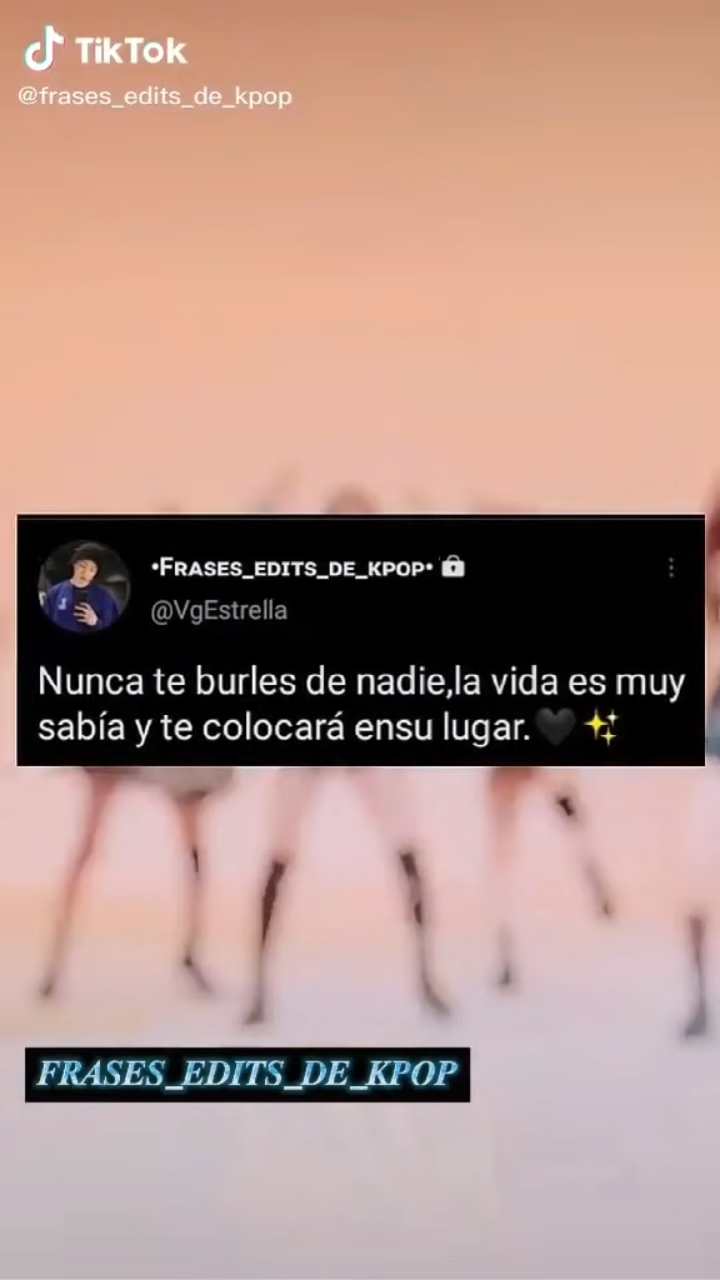 TikTok
@frases_edits_de_kpop
•FRASES_EDITS_DE_KPOP• 🔒
@VgEstrella
Nunca te burles de nadie,la vida es muy
sabía y te colocará ensu lugar.🖤✨
FRASES_EDITS_DE_KPOP